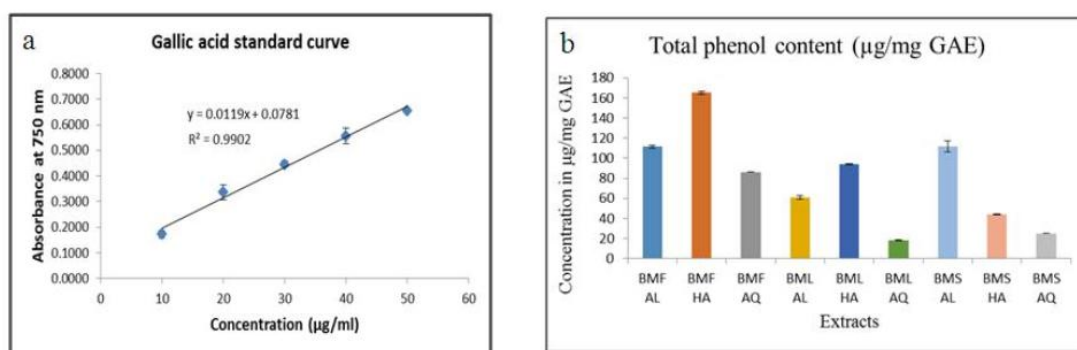 a
Gallic acid standard curve
0.8000
0.7000
0.6000
0.5000
0.4000
0.3000
0.2000
0.1000
0.0000
Absorbance at 750 nm
y = 0.0119x + 0.0781
R² = 0.9902
0 10 20 30 40 50 60
Concentration (µg/ml)
b
Total phenol content (µg/mg GAE)
180
160
140
120
100
80
60
40
20
0
Concentration in µg/mg GAE
BMF BMF BMF BML BML BML BMS BMS BMS
AL HA AQ AL HA AQ AL HA AQ
Extracts